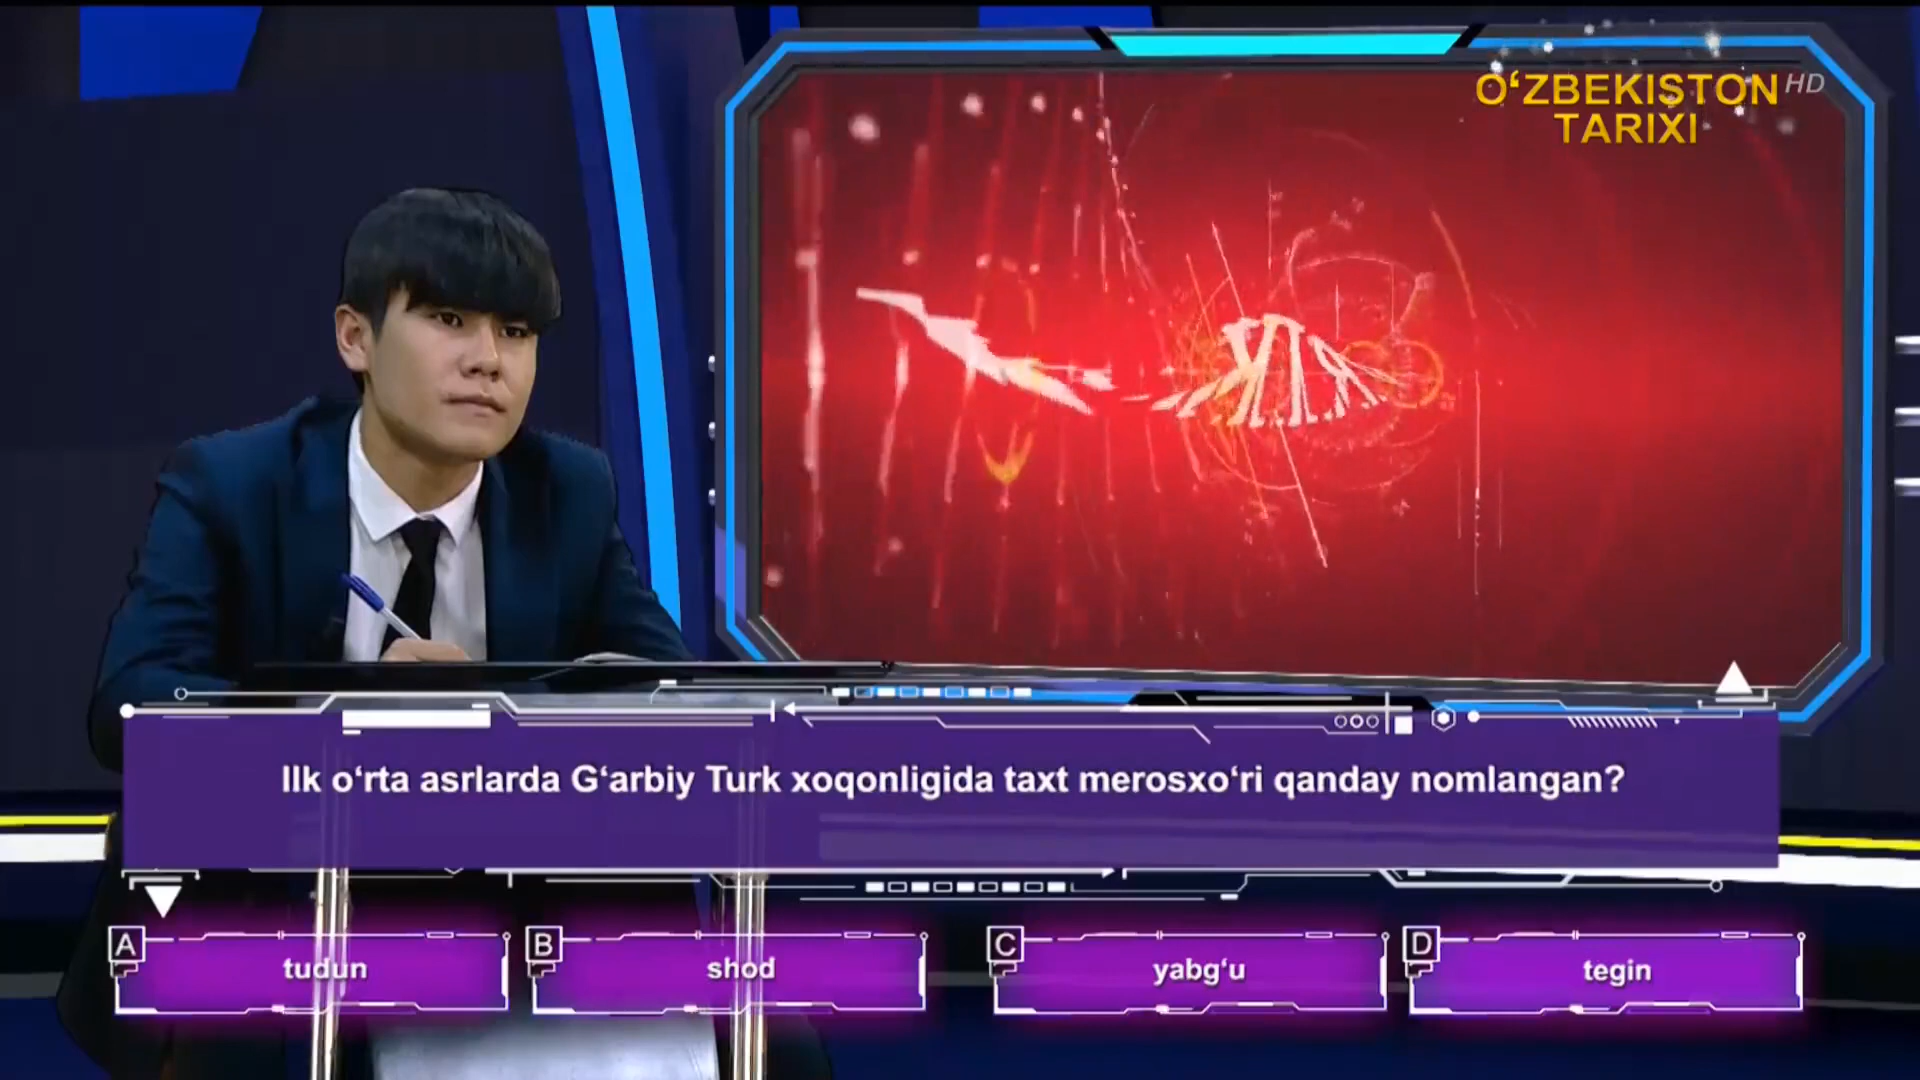 O‘ZBEKISTON HD
TARIXI
Ilk o‘rta asrlarda G‘arbiy Turk xoqonligida taxt merosxo‘ri qanday nomlangan?
A tudun
B shod
C yabg‘u
D tegin